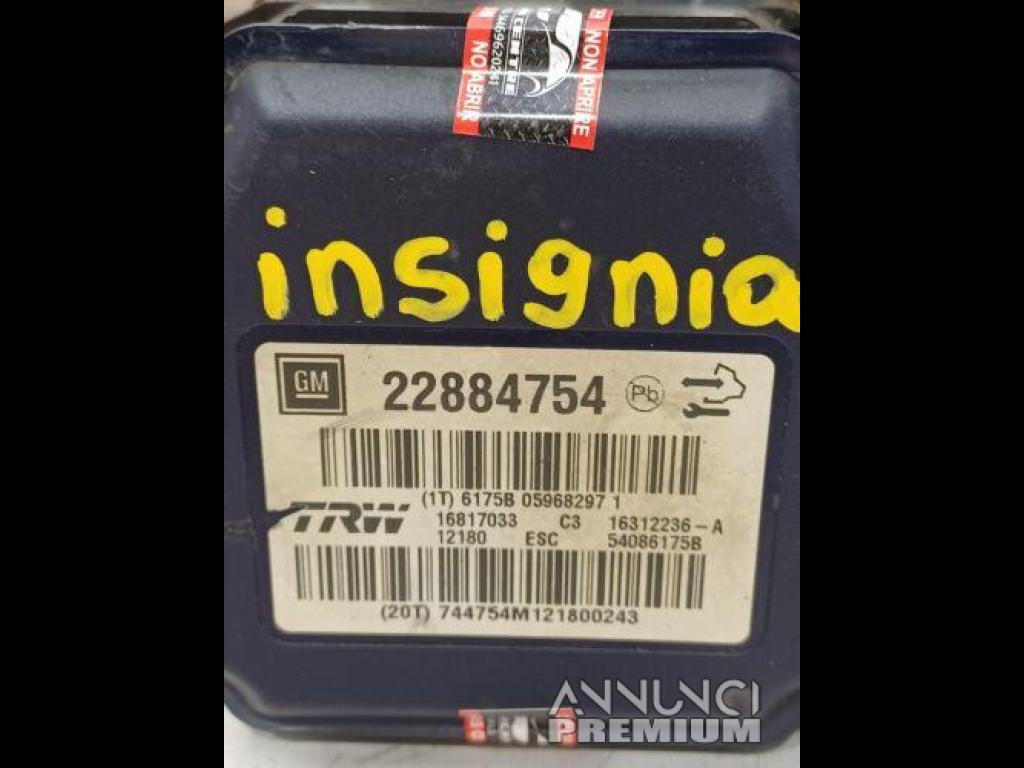 NO ABRIR
NON APRIRE
insignia
GM 22884754 Pb
(1T) 6175B 05968297 1
TRW 16817033 C3 16312236-A
12180 ESC 54086175B
(20T) 744754M121800243
ANNUNCI
PREMIUM